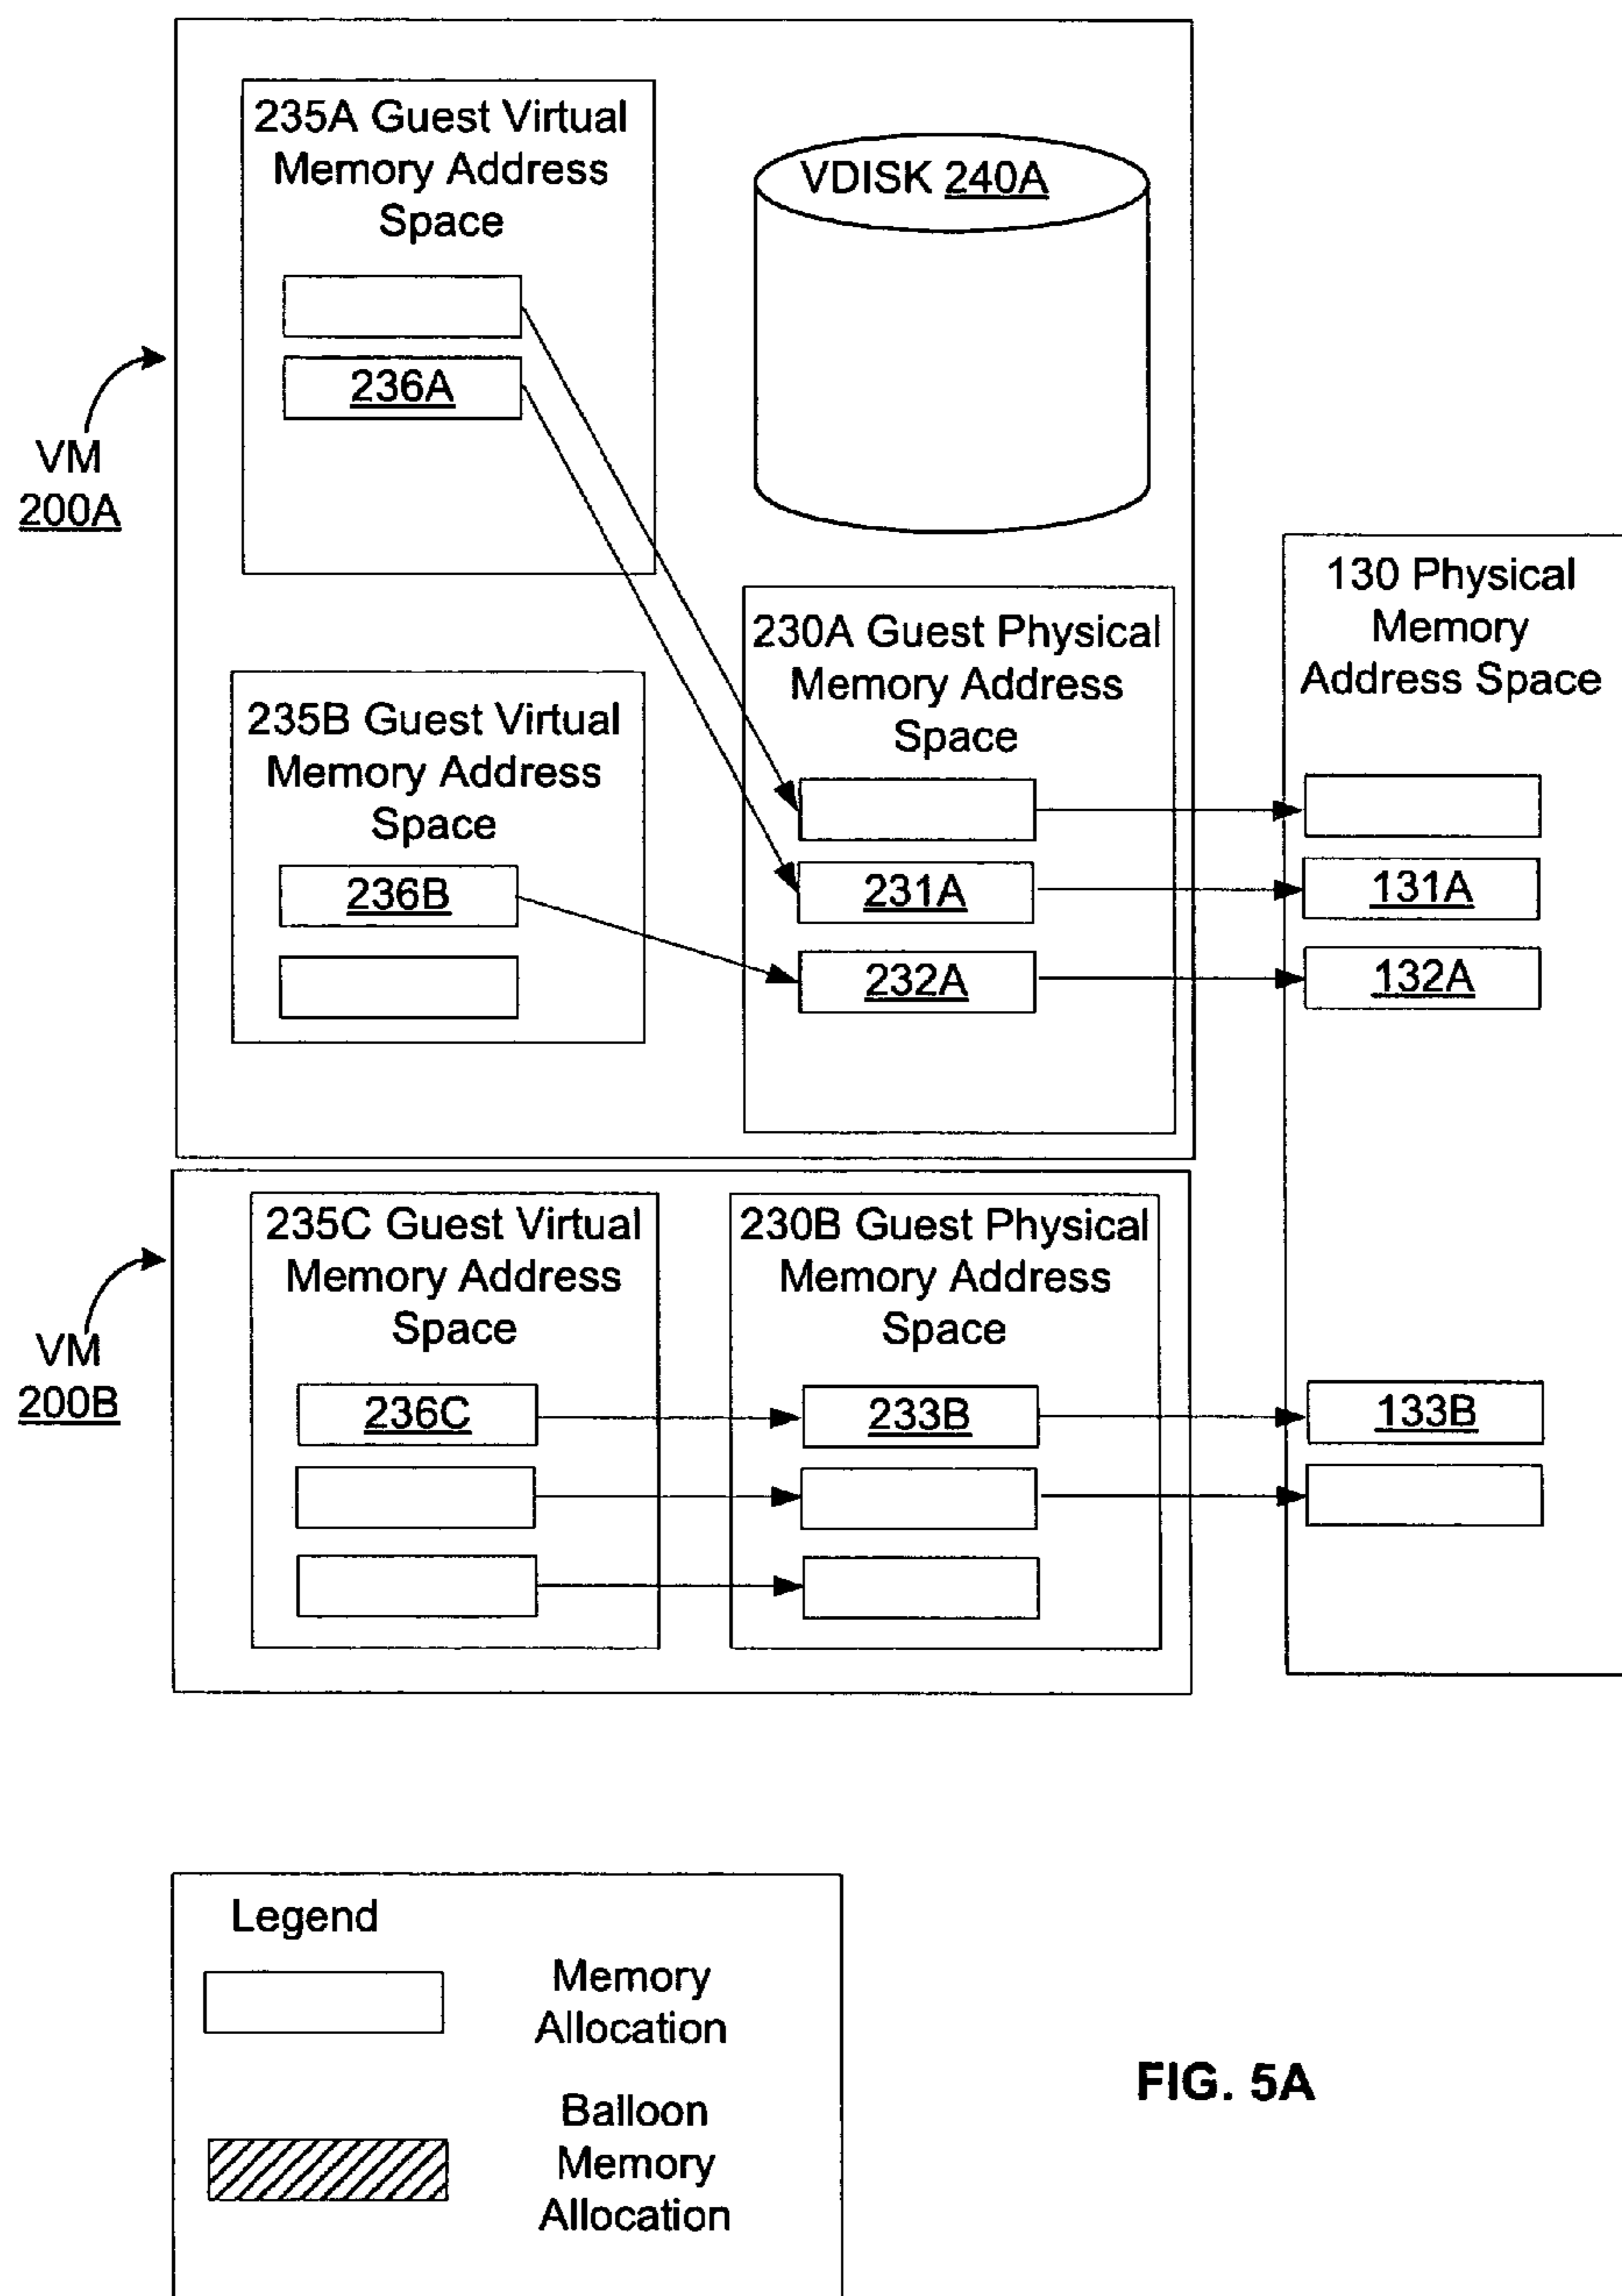 235A Guest Virtual
Memory Address
Space
VDISK 240A
236A
VM
200A
130 Physical
Memory
Address Space
230A Guest Physical
Memory Address
Space
235B Guest Virtual
Memory Address
Space
236B
231A
131A
232A
132A
235C Guest Virtual
Memory Address
Space
230B Guest Physical
Memory Address
Space
VM
200B
236C
233B
133B
Legend
Memory
Allocation
Balloon
Memory
Allocation
FIG. 5A